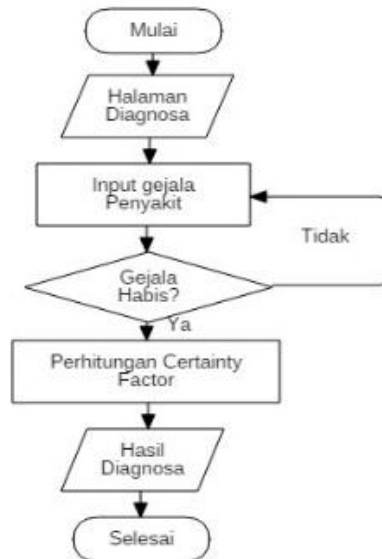 Mulai
Halaman
Diagnosa
Input gejala
Penyakit
Tidak
Gejala
Habis?
Ya
Perhitungan Certainty
Factor
Hasil
Diagnosa
Selesai